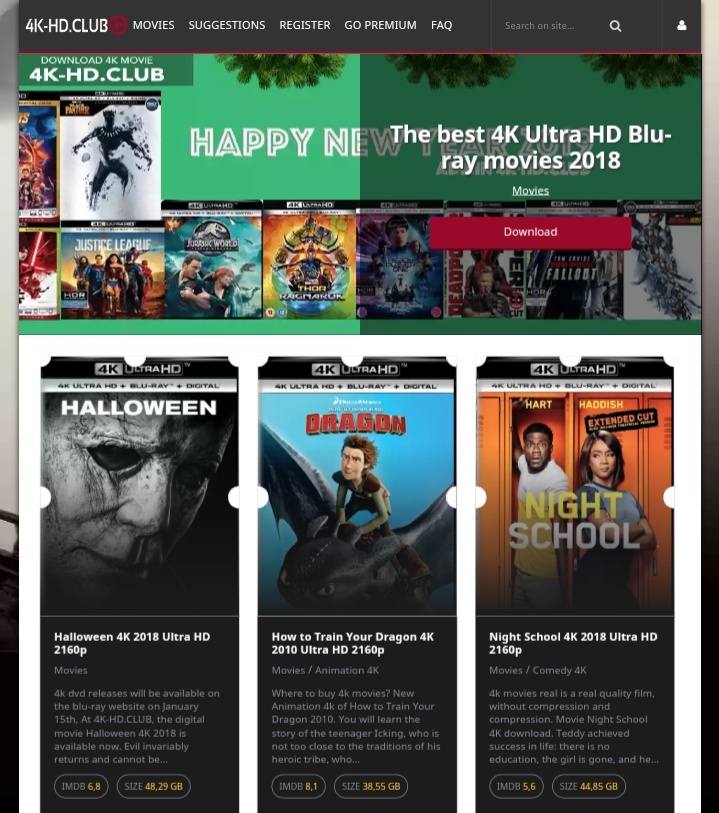 4K-HD.CLUB MOVIES SUGGESTIONS REGISTER GO PREMIUM FAQ Search on site...
DOWNLOAD 4K MOVIE
4K-HD.CLUB
HAPPY NEW YEAR 2019
The best 4K Ultra HD Blu-
ray movies 2018
Movies
Download
JUSTICE LEAGUE
JURASSIC WORLD
THOR
RAGNAROK
TOM CRUISE
FALLOUT
4K ULTRAHD™
4K ULTRA HD + BLU-RAY™ + DIGITAL
HALLOWEEN
Halloween 4K 2018 Ultra HD
2160p
Movies
4k dvd releases will be available on
the blu-ray website on January
15th, At 4K-HD.CLUB, the digital
movie Halloween 4K 2018 is
available now. Evil invariably
returns and cannot be...
IMDB 6,8 SIZE 48,29 GB
4K ULTRAHD™
4K ULTRA HD + BLU-RAY™ + DIGITAL
DRAGON
How to Train Your Dragon 4K
2010 Ultra HD 2160p
Movies / Animation 4K
Where to buy 4k movies? New
Animation 4k of How to Train Your
Dragon 2010. You will learn the
story of the teenager Icking, who is
not too close to the traditions of his
heroic tribe, who...
IMDB 8,1 SIZE 38,55 GB
4K ULTRAHD™
4K ULTRA HD + BLU-RAY™ + DIGITAL
HART HADDISH
EXTENDED CUT
NIGHT
SCHOOL
Night School 4K 2018 Ultra HD
2160p
Movies / Comedy 4K
4k movies real is a real quality film,
without compression and
compression. Movie Night School
4K download. Teddy achieved
success in life: there is no
education, the girl is gone, and he...
IMDB 5,6 SIZE 44,85 GB